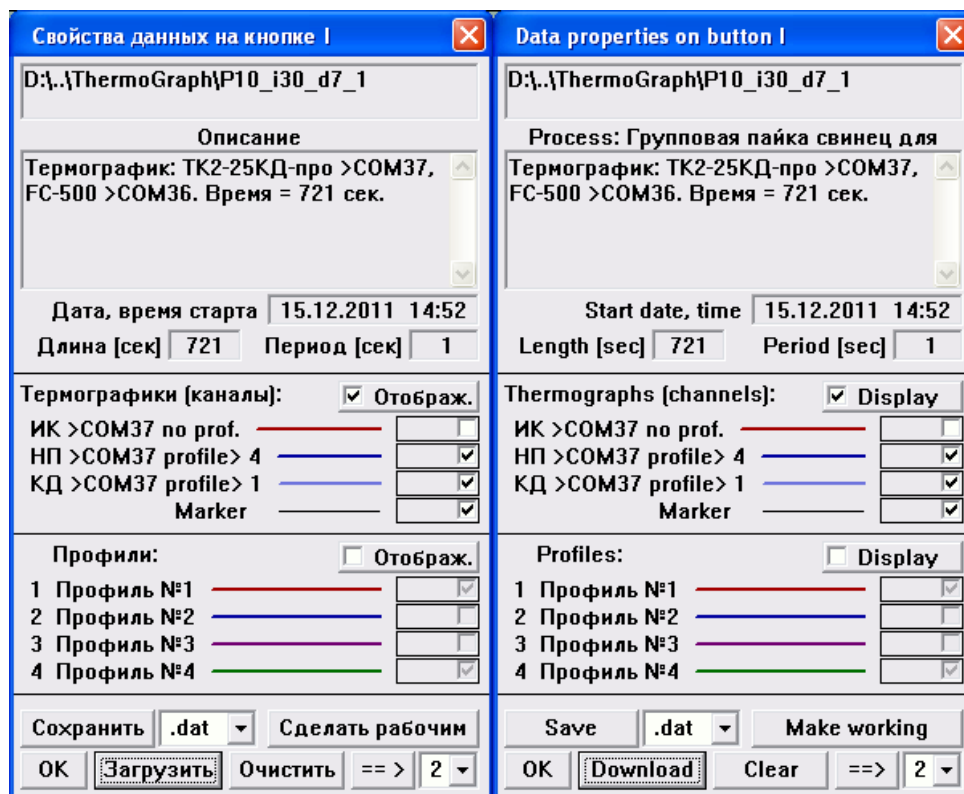 Свойства данных на кнопке I
D:\..\ThermoGraph\P10_i30_d7_1
Описание
Термографик: ТК2-25КД-про >COM37,
FC-500 >COM36. Время = 721 сек.
Дата, время старта 15.12.2011 14:52
Длина [сек] 721 Период [сек] 1
Термографики (каналы): Отображ.
ИК >COM37 no prof.
НП >COM37 profile> 4
КД >COM37 profile> 1
Marker
Профили: Отображ.
1 Профиль №1
2 Профиль №2
3 Профиль №3
4 Профиль №4
Сохранить .dat Сделать рабочим
OK Загрузить Очистить == > 2
Data properties on button I
D:\..\ThermoGraph\P10_i30_d7_1
Process: Групповая пайка свинец для
Термографик: ТК2-25КД-про >COM37,
FC-500 >COM36. Время = 721 сек.
Start date, time 15.12.2011 14:52
Length [sec] 721 Period [sec] 1
Thermographs (channels): Display
ИК >COM37 no prof.
НП >COM37 profile> 4
КД >COM37 profile> 1
Marker
Profiles: Display
1 Профиль №1
2 Профиль №2
3 Профиль №3
4 Профиль №4
Save .dat Make working
OK Download Clear ==> 2